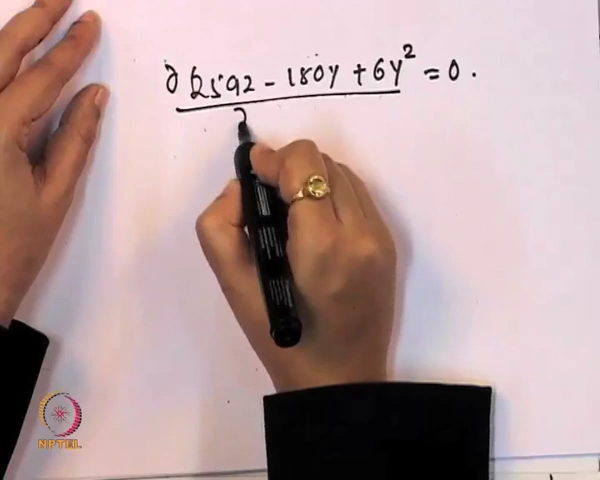 ∂(2592 - 180y + 6y² = 0.
∂
NPTEL